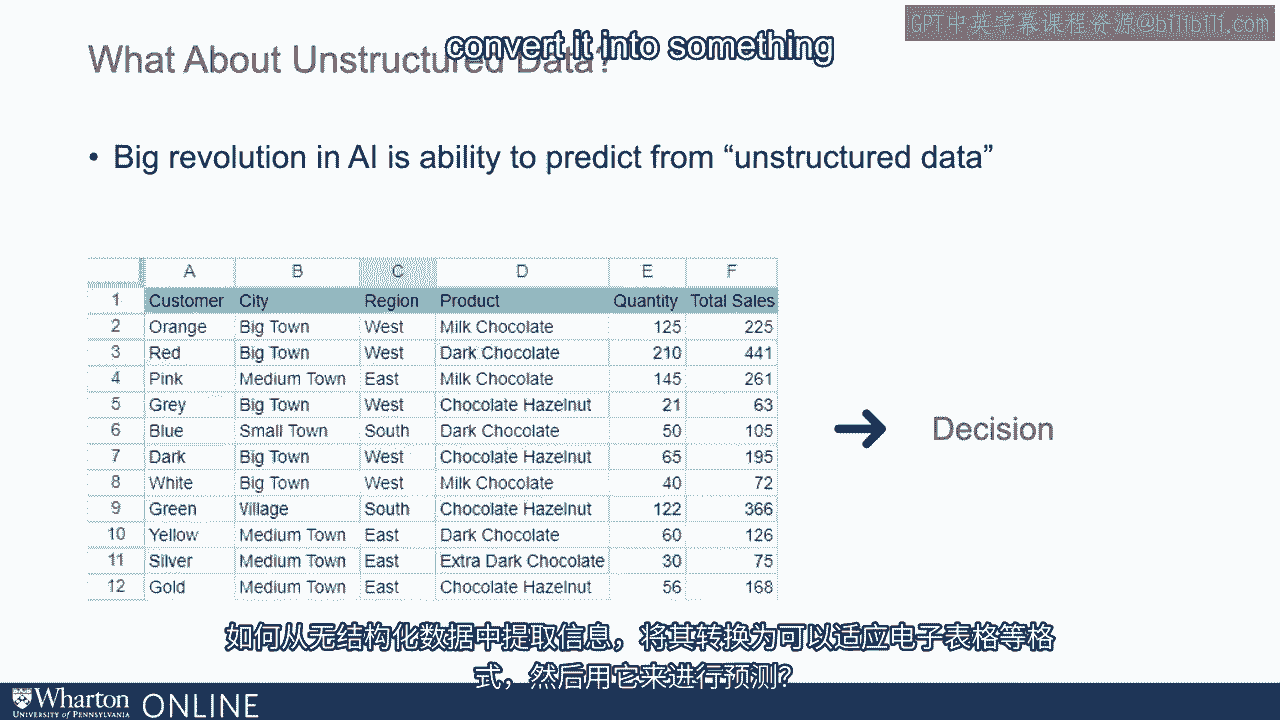 GPT中英字幕课程资源@bilibili.com
convert it into something
What About Unstructured Data?
• Big revolution in AI is ability to predict from “unstructured data”
A B C D E F
1 Customer City Region Product Quantity Total Sales
2 Orange Big Town West Milk Chocolate 125 225
3 Red Big Town West Dark Chocolate 210 441
4 Pink Medium Town East Milk Chocolate 145 261
5 Grey Big Town West Chocolate Hazelnut 21 63
6 Blue Small Town South Dark Chocolate 50 105
7 Dark Big Town West Chocolate Hazelnut 65 195
8 White Big Town West Milk Chocolate 40 72
9 Green Village South Chocolate Hazelnut 122 366
10 Yellow Medium Town East Dark Chocolate 60 126
11 Silver Medium Town East Extra Dark Chocolate 30 75
12 Gold Medium Town East Chocolate Hazelnut 56 168
Decision
如何从无结构化数据中提取信息，将其转换为可以适应电子表格等格
式，然后用它来进行预测？
Wharton ONLINE
UNIVERSITY of PENNSYLVANIA